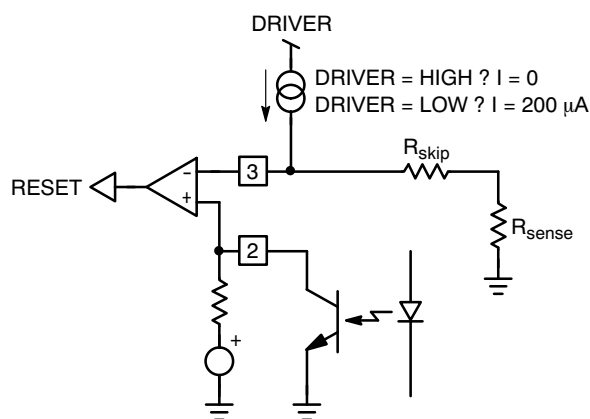 DRIVER
DRIVER = HIGH ? I = 0
DRIVER = LOW ? I = 200 µA
Rskip
RESET
-
3
+
Rsense
2
+